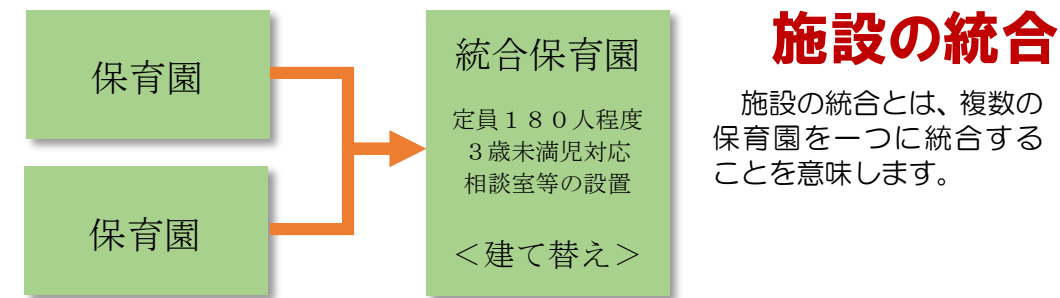 保育園
保育園
統合保育園
定員１８０人程度
３歳未満児対応
相談室等の設置
＜建て替え＞
施設の統合
施設の統合とは、複数の
保育園を一つに統合する
ことを意味します。